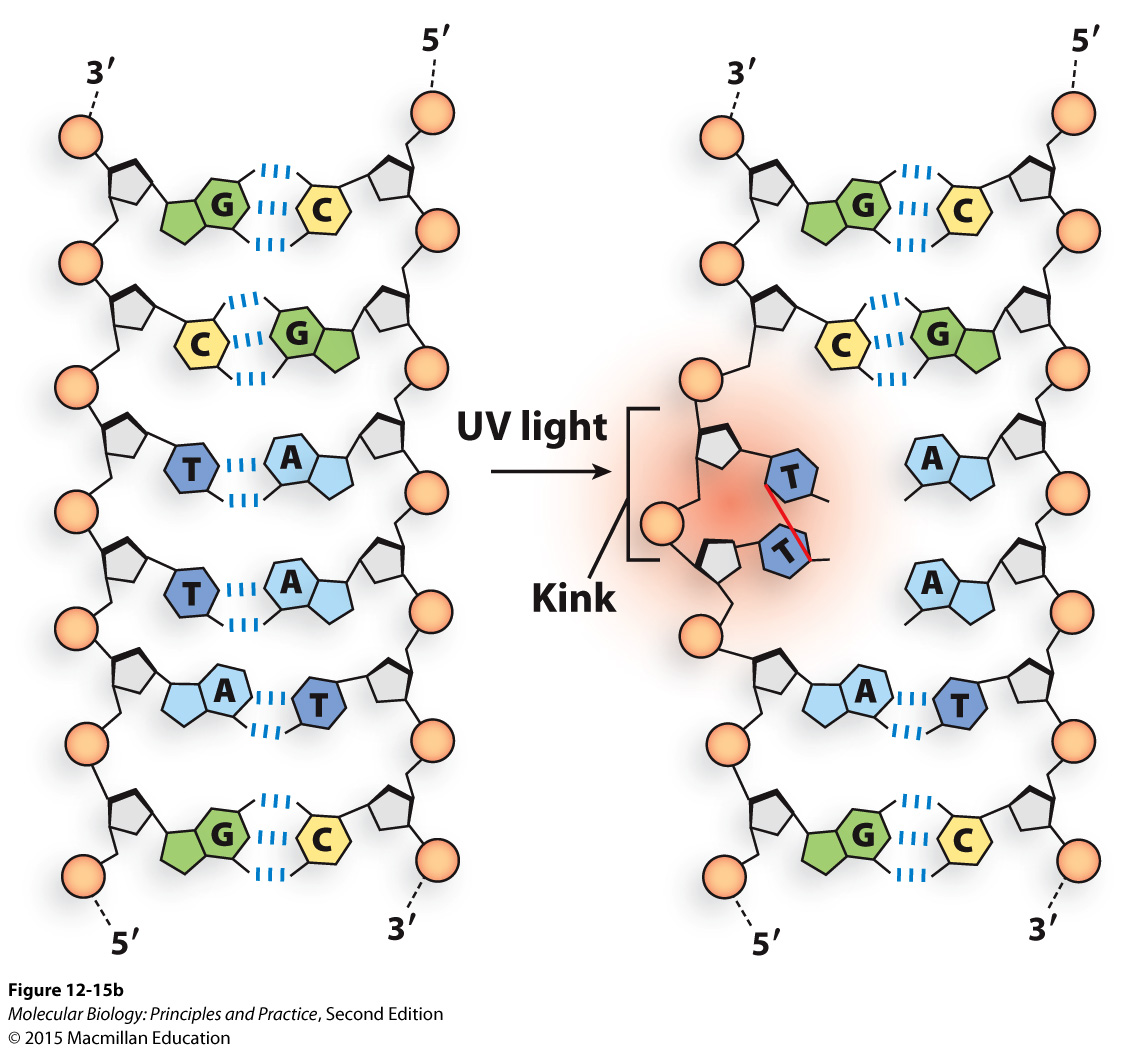 3′ 5′ 3′ 5′
G C G C
C G C G
UV light
T A T A
T A T A
Kink
A T A T
G C G C
5′ 3′ 5′ 3′
Figure 12-15b
Molecular Biology: Principles and Practice, Second Edition
© 2015 Macmillan Education